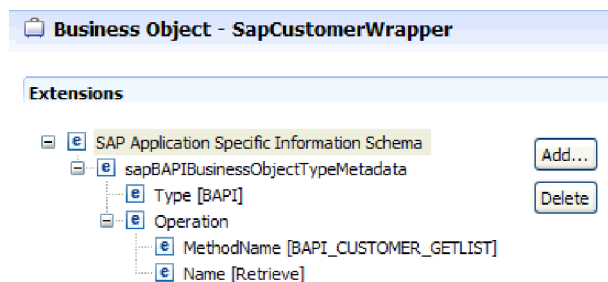 Business Object - SapCustomerWrapper
Extensions
e SAP Application Specific Information Schema
Add...
e sapBAPIBusinessObjectTypeMetadata
e Type [BAPI]
Delete
e Operation
e MethodName [BAPI_CUSTOMER_GETLIST]
e Name [Retrieve]